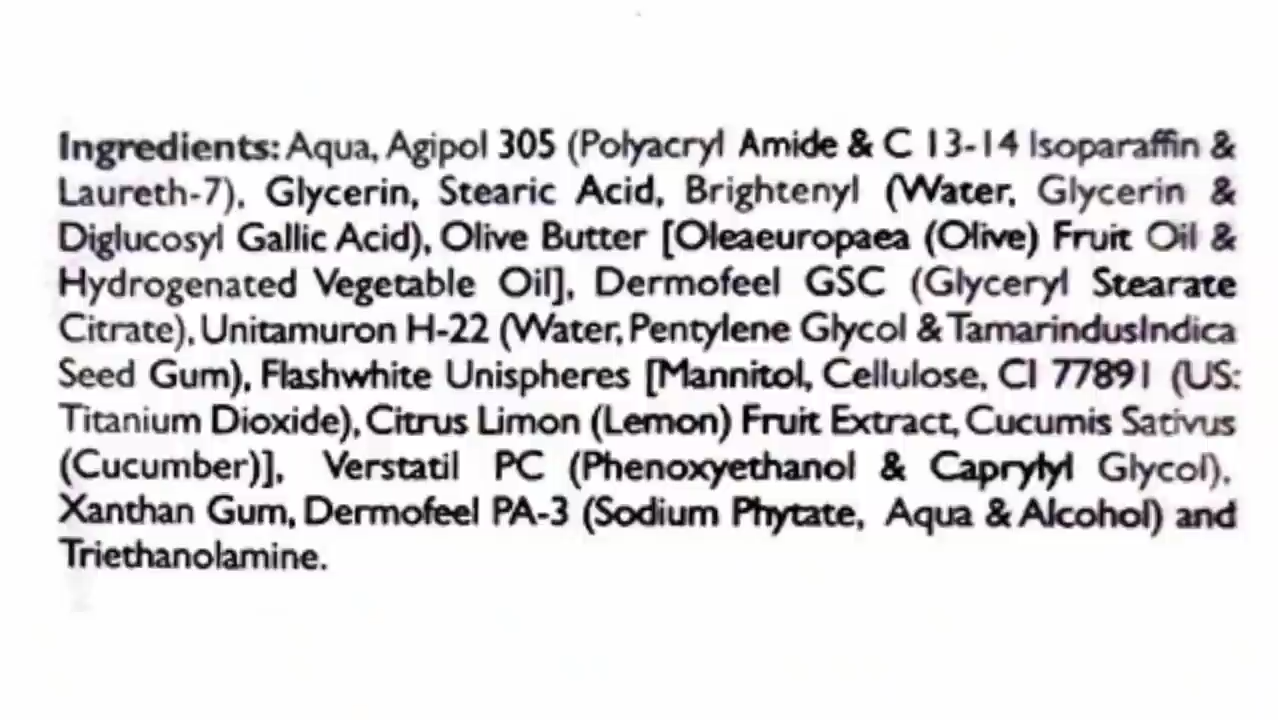 Ingredients: Aqua, Agipol 305 (Polyacryl Amide & C 13-14 Isoparaffin &
Laureth-7), Glycerin, Stearic Acid, Brightenyl (Water, Glycerin &
Diglucosyl Gallic Acid), Olive Butter [Oleaeuropaea (Olive) Fruit Oil &
Hydrogenated Vegetable Oil], Dermofeel GSC (Glyceryl Stearate
Citrate), Unitamuron H-22 (Water, Pentylene Glycol & TamarindusIndica
Seed Gum), Flashwhite Unispheres [Mannitol, Cellulose, CI 77891 (US:
Titanium Dioxide), Citrus Limon (Lemon) Fruit Extract, Cucumis Sativus
(Cucumber)], Verstatil PC (Phenoxyethanol & Caprylyl Glycol),
Xanthan Gum, Dermofeel PA-3 (Sodium Phytate, Aqua & Alcohol) and
Triethanolamine.